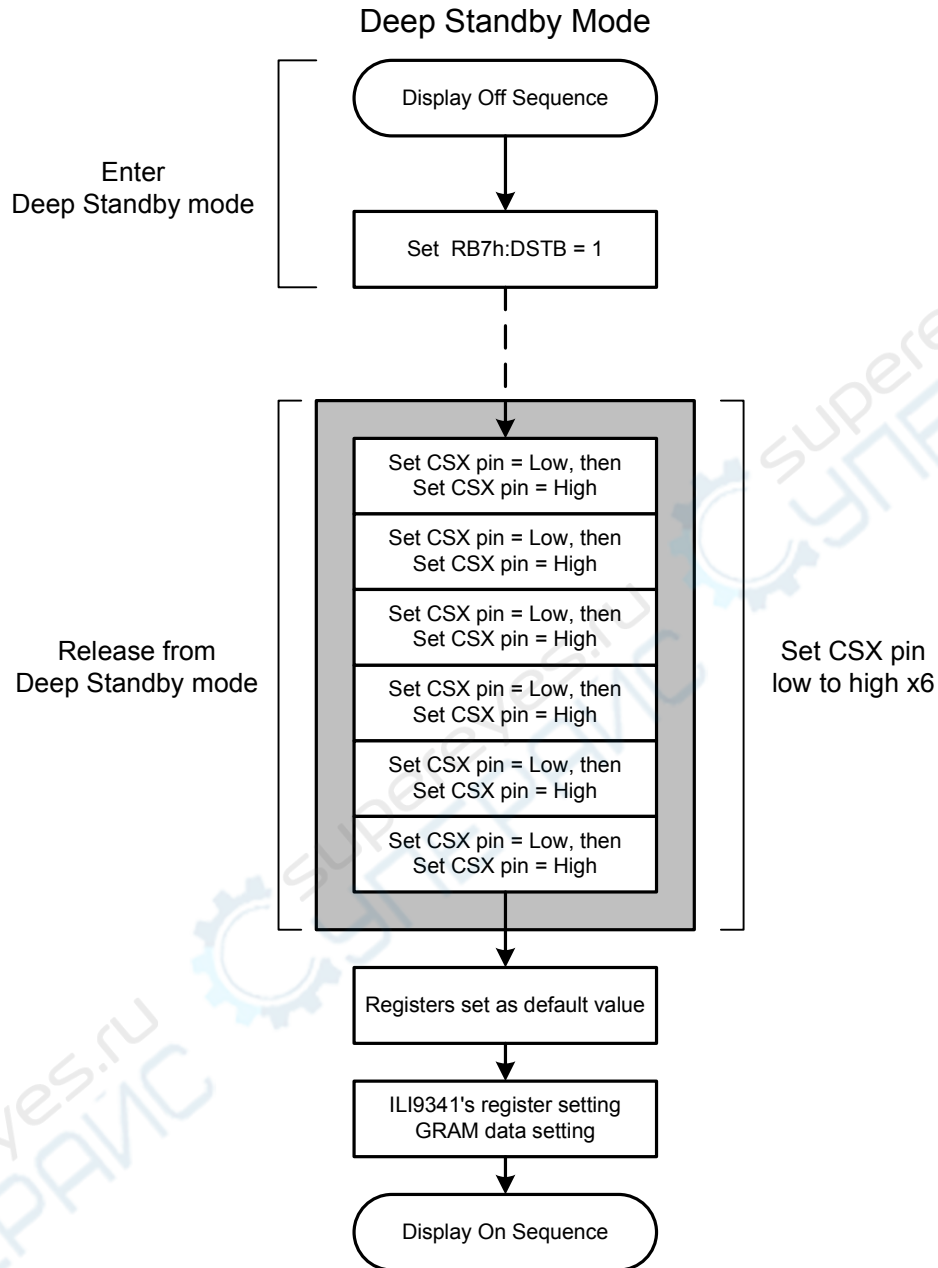 Deep Standby Mode
Display Off Sequence
Enter
Deep Standby mode
Set RB7h:DSTB = 1
Set CSX pin = Low, then
Set CSX pin = High
Set CSX pin = Low, then
Set CSX pin = High
Set CSX pin = Low, then
Set CSX pin = High
Set CSX pin = Low, then
Set CSX pin = High
Set CSX pin = Low, then
Set CSX pin = High
Set CSX pin = Low, then
Set CSX pin = High
Release from
Deep Standby mode
Set CSX pin
low to high x6
Registers set as default value
ILI9341's register setting
GRAM data setting
Display On Sequence
supereyes.ru
СУПЕРАЙС